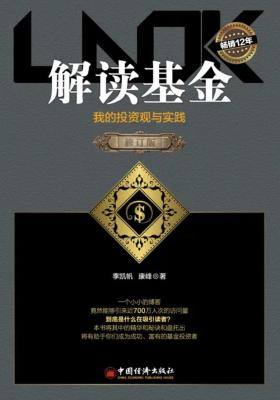 LNOK
畅销12年
解读基金
我的投资观与实践
修订版
$
李凯帆 康峰◎著
一个小小的博客
竟然能够引来近700万人次的访问量
到底是什么在吸引读者?
本书将其中的精华和秘诀和盘托出
将有助于你们成为成功、富有的基金投资者
中国经济出版社